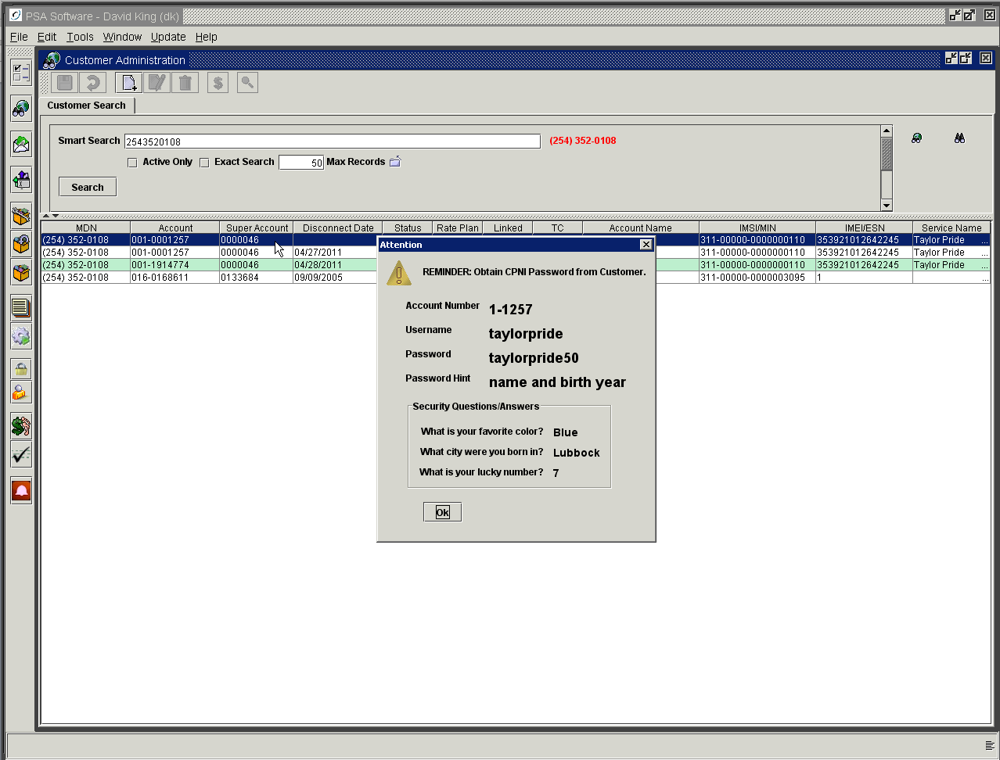 PSA Software - David King (dk)
File Edit Tools Window Update Help
Customer Administration
Customer Search
Smart Search 2543520108 (254) 352-0108
Active Only Exact Search 50 Max Records
Search
MDN Account Super Account Disconnect Date Status Rate Plan Linked TC Account Name IMSI/MIN IMEI/ESN Service Name
(254) 352-0108 001-0001257 0000046 311-00000-0000000110 353921012642245 Taylor Pride ...
(254) 352-0108 001-0001257 0000046 04/27/2011 311-00000-0000000110 353921012642245 Taylor Pride ...
(254) 352-0108 001-1914774 0000046 04/28/2011 311-00000-0000000110 353921012642245 Taylor Pride ...
(254) 352-0108 016-0168611 0133684 09/09/2005 311-00000-0000003095 1 ...
Attention
REMINDER: Obtain CPNI Password from Customer.
Account Number 1-1257
Username taylorpride
Password taylorpride50
Password Hint name and birth year
Security Questions/Answers
What is your favorite color? Blue
What city were you born in? Lubbock
What is your lucky number? 7
Ok